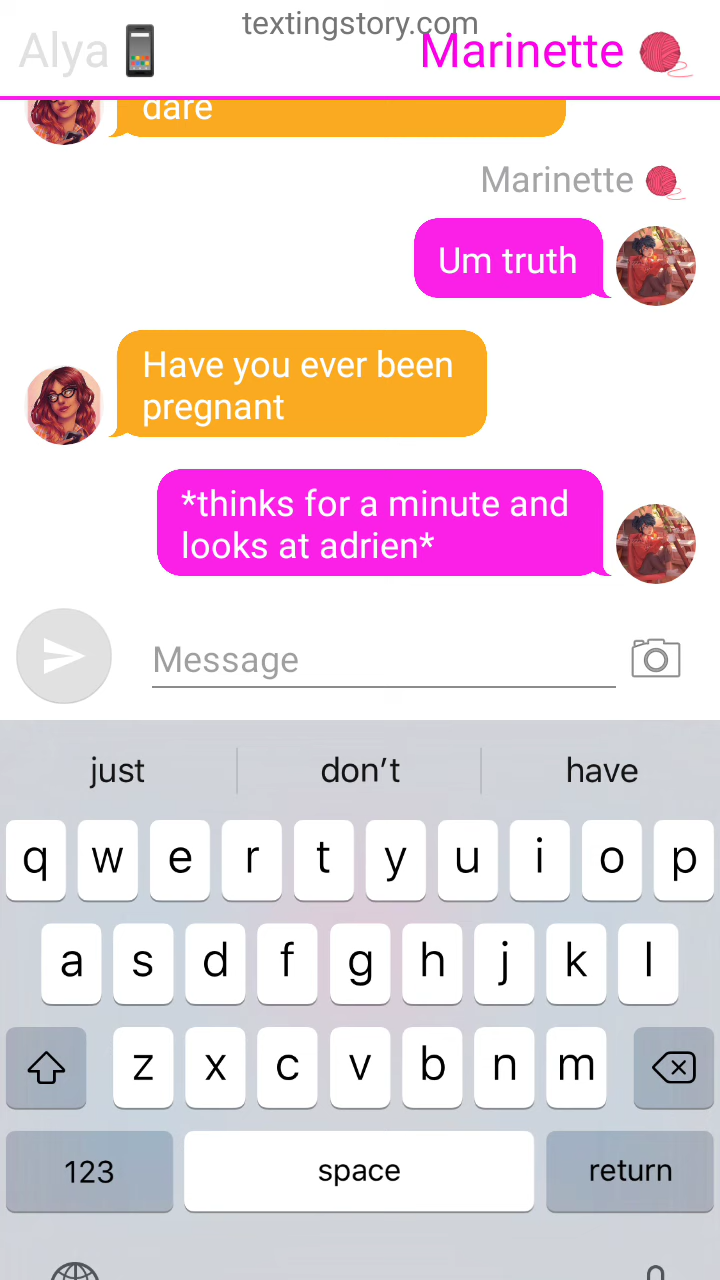 textingstory.com
Alya
Marinette
dare
Marinette
Um truth
Have you ever been
pregnant
*thinks for a minute and
looks at adrien*
Message
just don't have
q w e r t y u i o p
a s d f g h j k l
z x c v b n m
123 space return